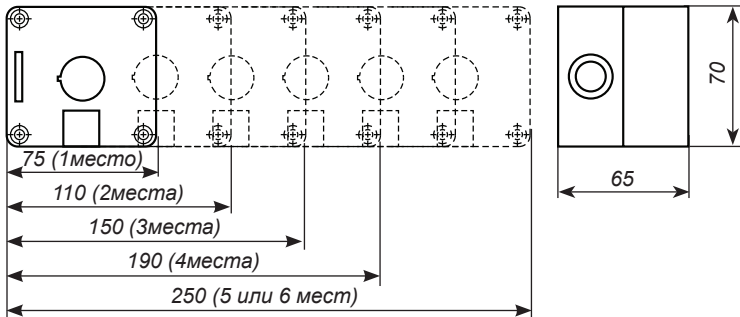 75 (1место)
110 (2места)
150 (3места)
190 (4места)
250 (5 или 6 мест)
65
70